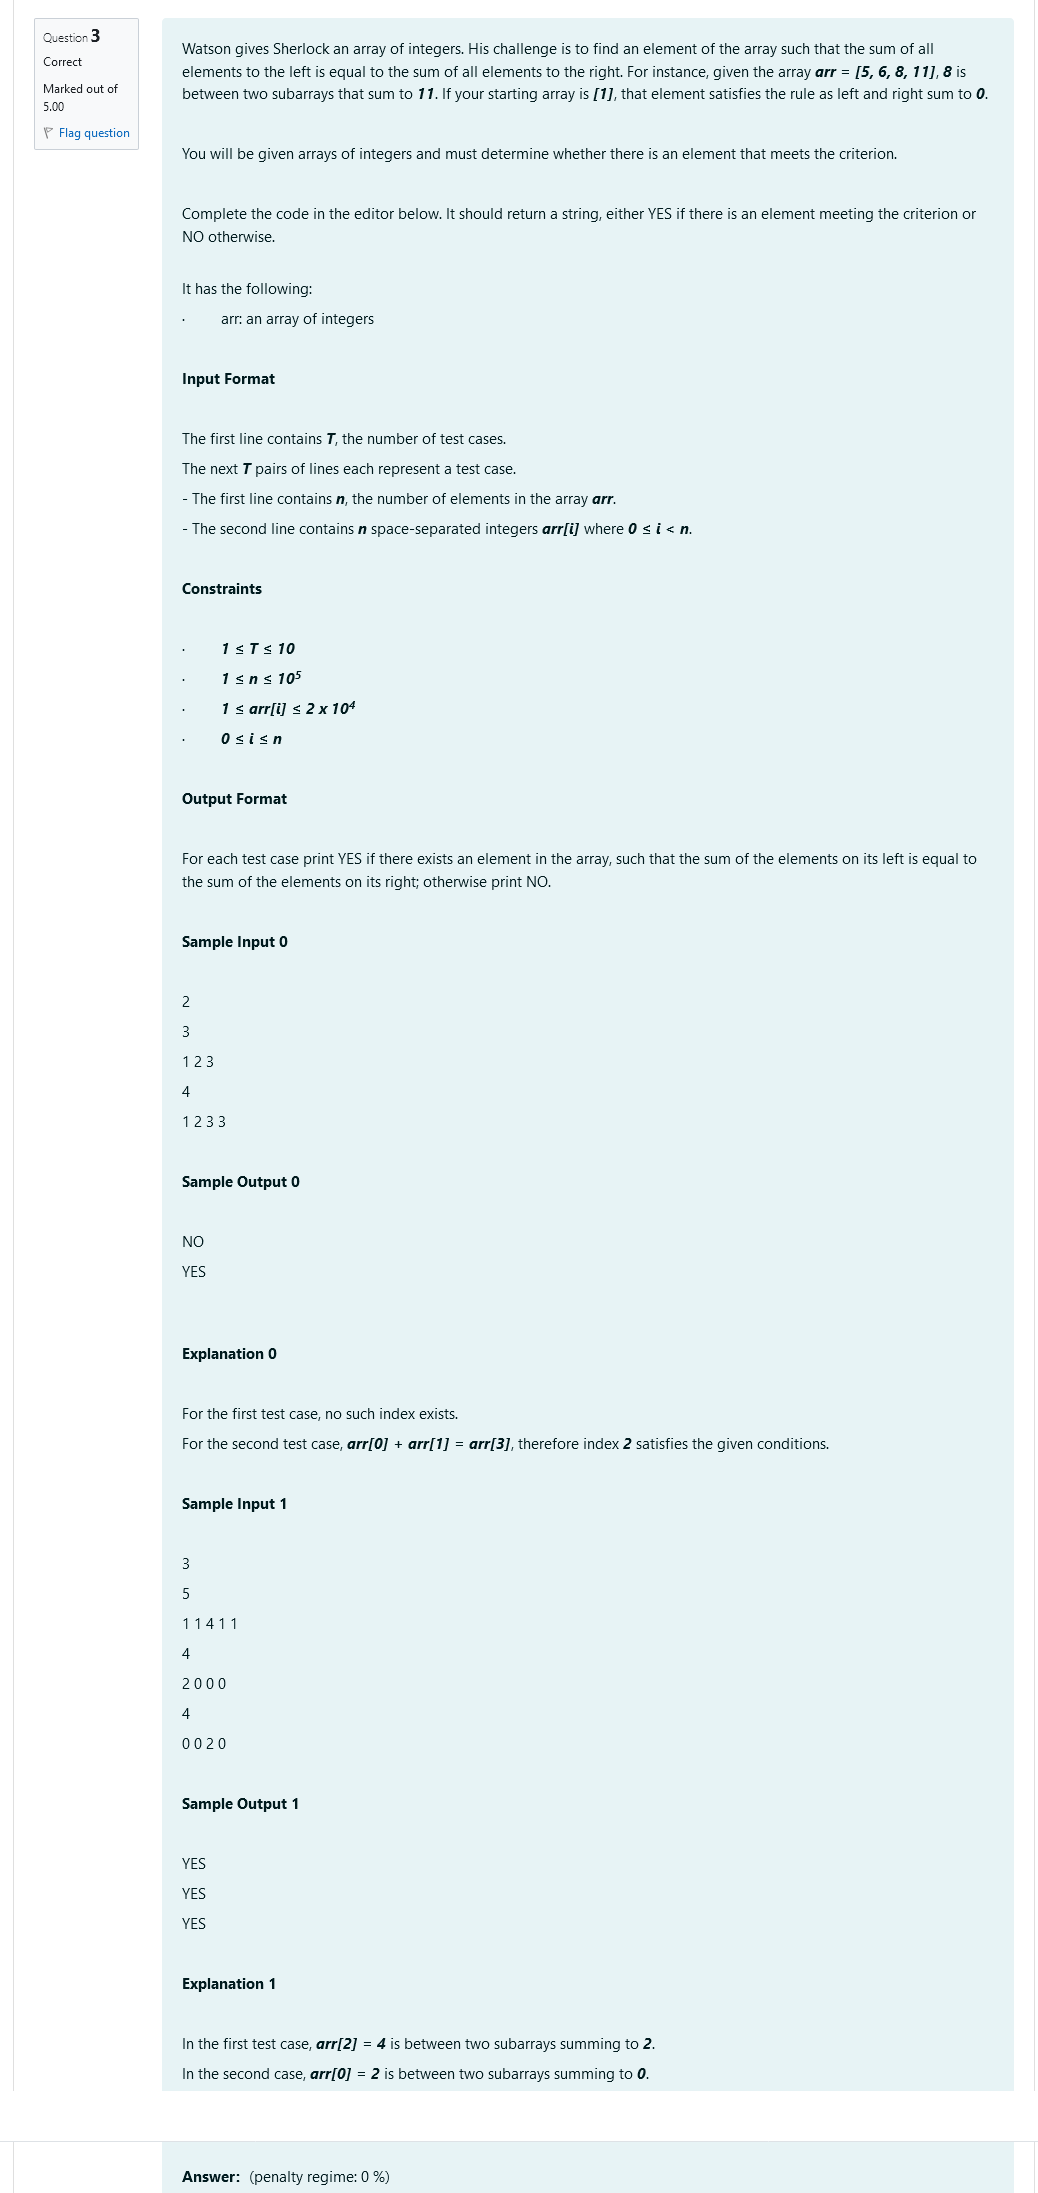 Question 3
Correct
Marked out of
5.00
Flag question
Watson gives Sherlock an array of integers. His challenge is to find an element of the array such that the sum of all
elements to the left is equal to the sum of all elements to the right. For instance, given the array arr = [5, 6, 8, 11], 8 is
between two subarrays that sum to 11. If your starting array is [1], that element satisfies the rule as left and right sum to 0.
You will be given arrays of integers and must determine whether there is an element that meets the criterion.
Complete the code in the editor below. It should return a string, either YES if there is an element meeting the criterion or
NO otherwise.
It has the following:
· arr: an array of integers
Input Format
The first line contains T, the number of test cases.
The next T pairs of lines each represent a test case.
- The first line contains n, the number of elements in the array arr.
- The second line contains n space-separated integers arr[i] where 0 ≤ i < n.
Constraints
· 1 ≤ T ≤ 10
· 1 ≤ n ≤ 10⁵
· 1 ≤ arr[i] ≤ 2 x 10⁴
· 0 ≤ i ≤ n
Output Format
For each test case print YES if there exists an element in the array, such that the sum of the elements on its left is equal to
the sum of the elements on its right; otherwise print NO.
Sample Input 0
2
3
1 2 3
4
1 2 3 3
Sample Output 0
NO
YES
Explanation 0
For the first test case, no such index exists.
For the second test case, arr[0] + arr[1] = arr[3], therefore index 2 satisfies the given conditions.
Sample Input 1
3
5
1 1 4 1 1
4
2 0 0 0
4
0 0 2 0
Sample Output 1
YES
YES
YES
Explanation 1
In the first test case, arr[2] = 4 is between two subarrays summing to 2.
In the second case, arr[0] = 2 is between two subarrays summing to 0.
Answer: (penalty regime: 0 %)